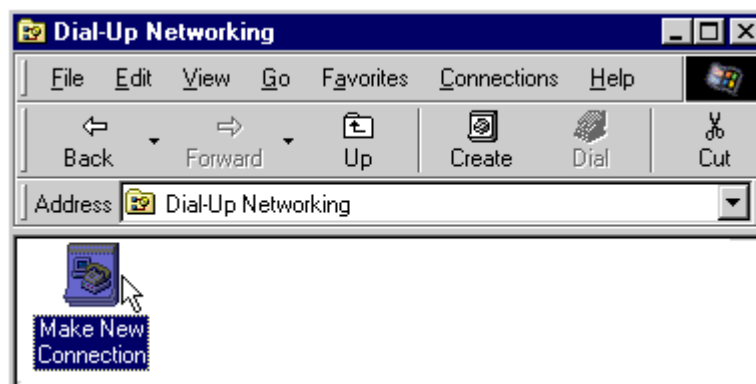 Dial-Up Networking
File Edit View Go Favorites Connections Help
Back Forward Up Create Dial Cut
Address Dial-Up Networking
Make New
Connection